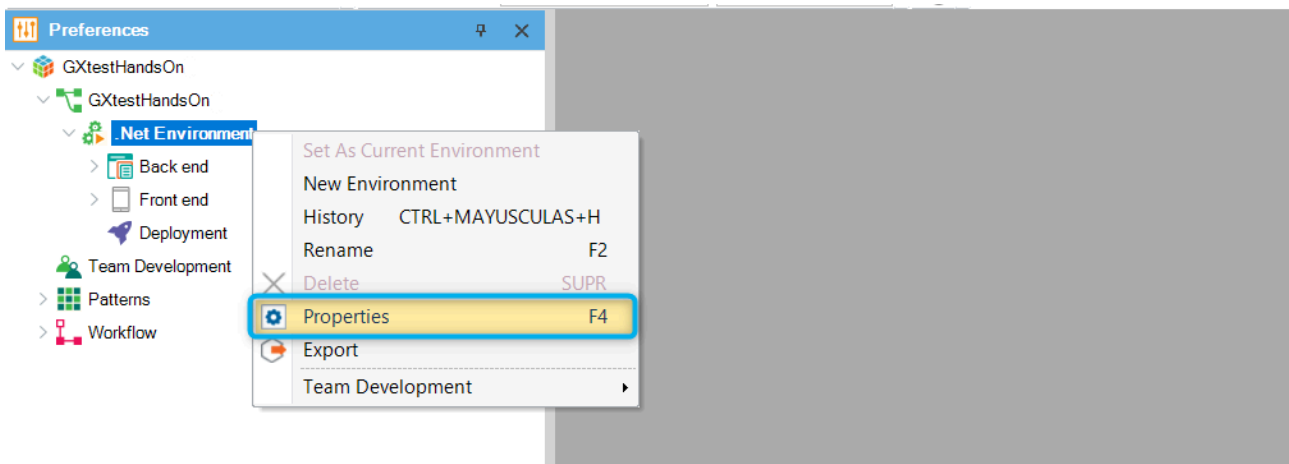 Preferences
GXtestHandsOn
GXtestHandsOn
.Net Environment
Back end
Front end
Deployment
Team Development
Patterns
Workflow
Set As Current Environment
New Environment
History CTRL+MAYUSCULAS+H
Rename F2
Delete SUPR
Properties F4
Export
Team Development